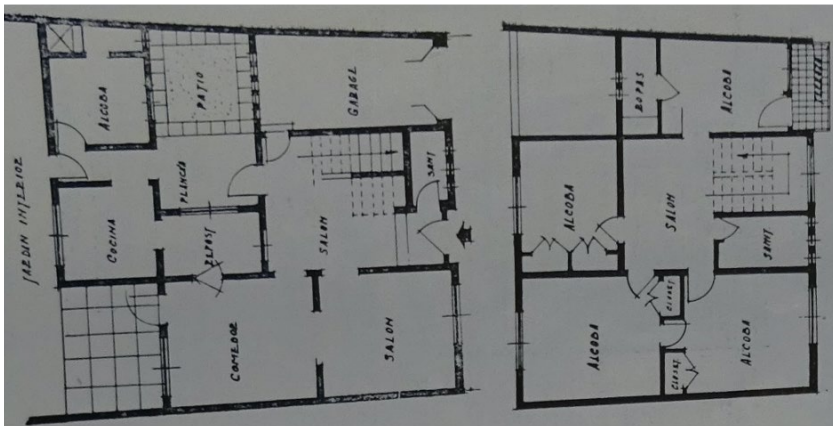 JARDIN INTERIOR
ALCOBA
PATIO
GARAGE
PLANCHA
SANIT
COCINA
REPOST
SALON
COMEDOR
SALON
ROPAS
ALCOBA
ALCOBA
SALON
SANIT
ALCOBA
CLOSET
CLOSET
ALCOBA